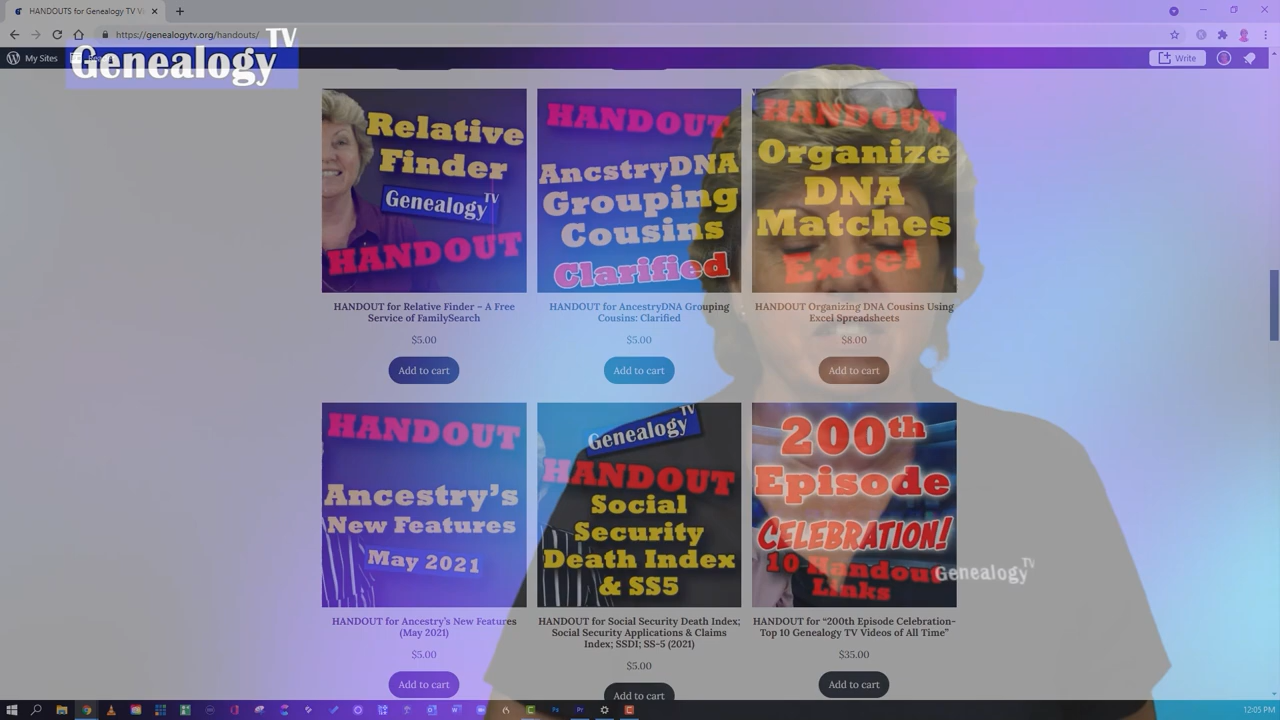 HANDOUTS for Genealogy TV Vi
https://genealogytv.org/handouts/
My Sites
Write
Genealogy TV
Relative
Finder
Genealogy TV
HANDOUT
HANDOUT
AncstryDNA
Grouping
Cousins
Clarified
HANDOUT
Organize
DNA
Matches
Excel
HANDOUT for Relative Finder – A Free
Service of FamilySearch
$5.00
Add to cart
HANDOUT for AncestryDNA Grouping
Cousins: Clarified
$5.00
Add to cart
HANDOUT Organizing DNA Cousins Using
Excel Spreadsheets
$8.00
Add to cart
HANDOUT
Ancestry's
New Features
May 2021
Genealogy TV
HANDOUT
Social
Security
Death Index
& SS5
200th
Episode
CELEBRATION!
10 Handout
Links
Genealogy TV
HANDOUT for Ancestry's New Features
(May 2021)
$5.00
Add to cart
HANDOUT for Social Security Death Index;
Social Security Applications & Claims
Index; SSDI; SS-5 (2021)
$5.00
Add to cart
HANDOUT for “200th Episode Celebration-
Top 10 Genealogy TV Videos of All Time”
$35.00
Add to cart
12:05 PM